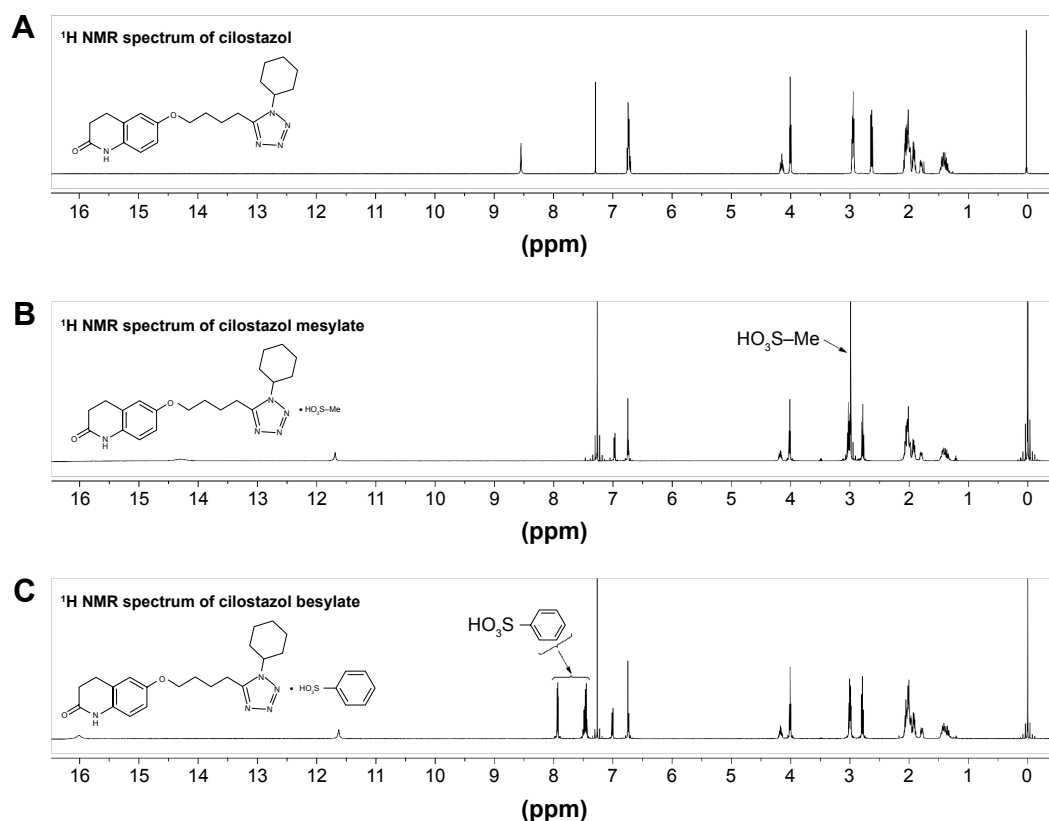 A
¹H NMR spectrum of cilostazol
O
N
H
O
N
N
N
N
16 15 14 13 12 11 10 9 8 7 6 5 4 3 2 1 0
(ppm)
B
¹H NMR spectrum of cilostazol mesylate
HO₃S–Me
O
N
H
O
N
N
N
N
• HO₃S–Me
16 15 14 13 12 11 10 9 8 7 6 5 4 3 2 1 0
(ppm)
C
¹H NMR spectrum of cilostazol besylate
HO₃S
O
N
H
O
N
N
N
N
• HO₃S
16 15 14 13 12 11 10 9 8 7 6 5 4 3 2 1 0
(ppm)